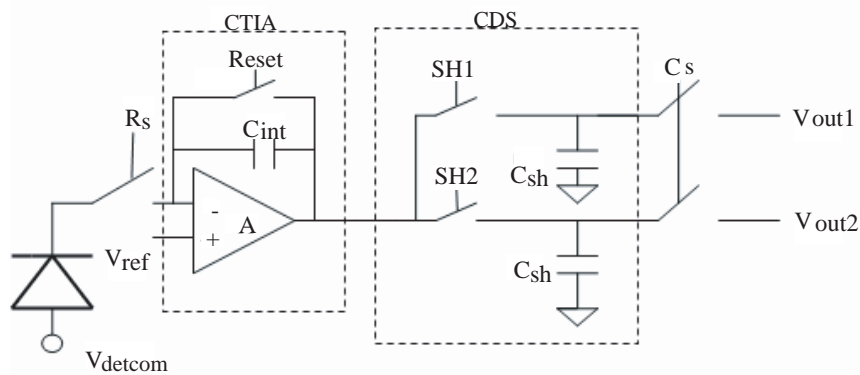 CTIA
CDS
Reset
SH1
Cs
Rs
Cint
Vout1
Csh
SH2
-
A
+
Vref
Vout2
Csh
Vdetcom